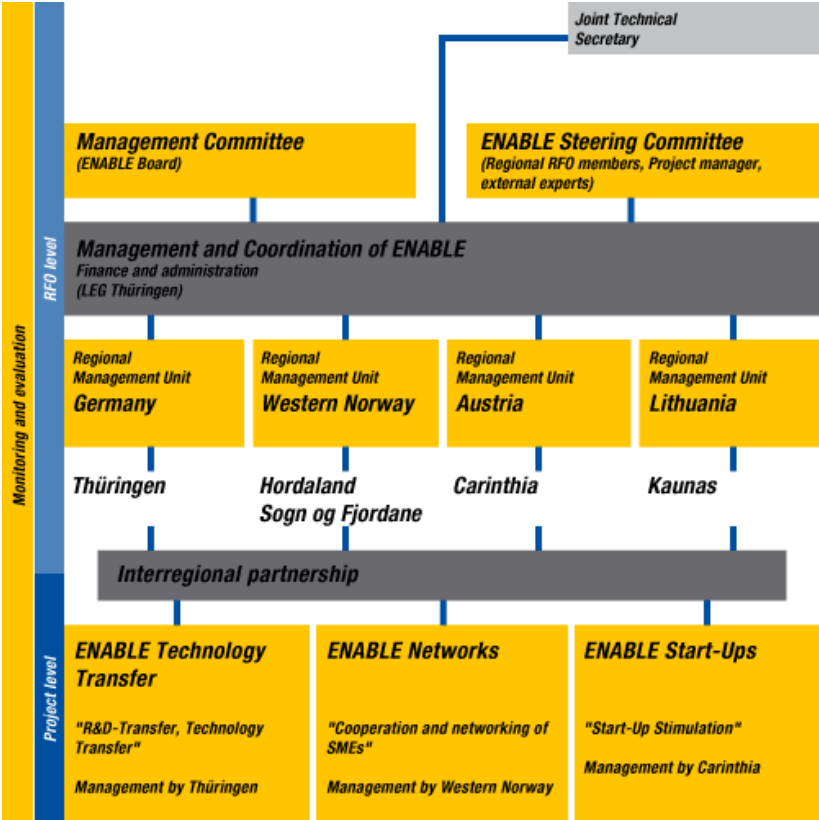 Joint Technical
Secretary
Management Committee
(ENABLE Board)
ENABLE Steering Committee
(Regional RFO members, Project manager,
external experts)
Management and Coordination of ENABLE
Finance and administration
(LEG Thüringen)
Regional
Management Unit
Germany
Regional
Management Unit
Western Norway
Regional
Management Unit
Austria
Regional
Management Unit
Lithuania
Thüringen
Hordaland
Sogn og Fjordane
Carinthia
Kaunas
Interregional partnership
ENABLE Technology
Transfer
"R&D-Transfer, Technology
Transfer"
Management by Thüringen
ENABLE Networks
"Cooperation and networking of
SMEs"
Management by Western Norway
ENABLE Start-Ups
"Start-Up Stimulation"
Management by Carinthia
Monitoring and evaluation
RFO level
Project level